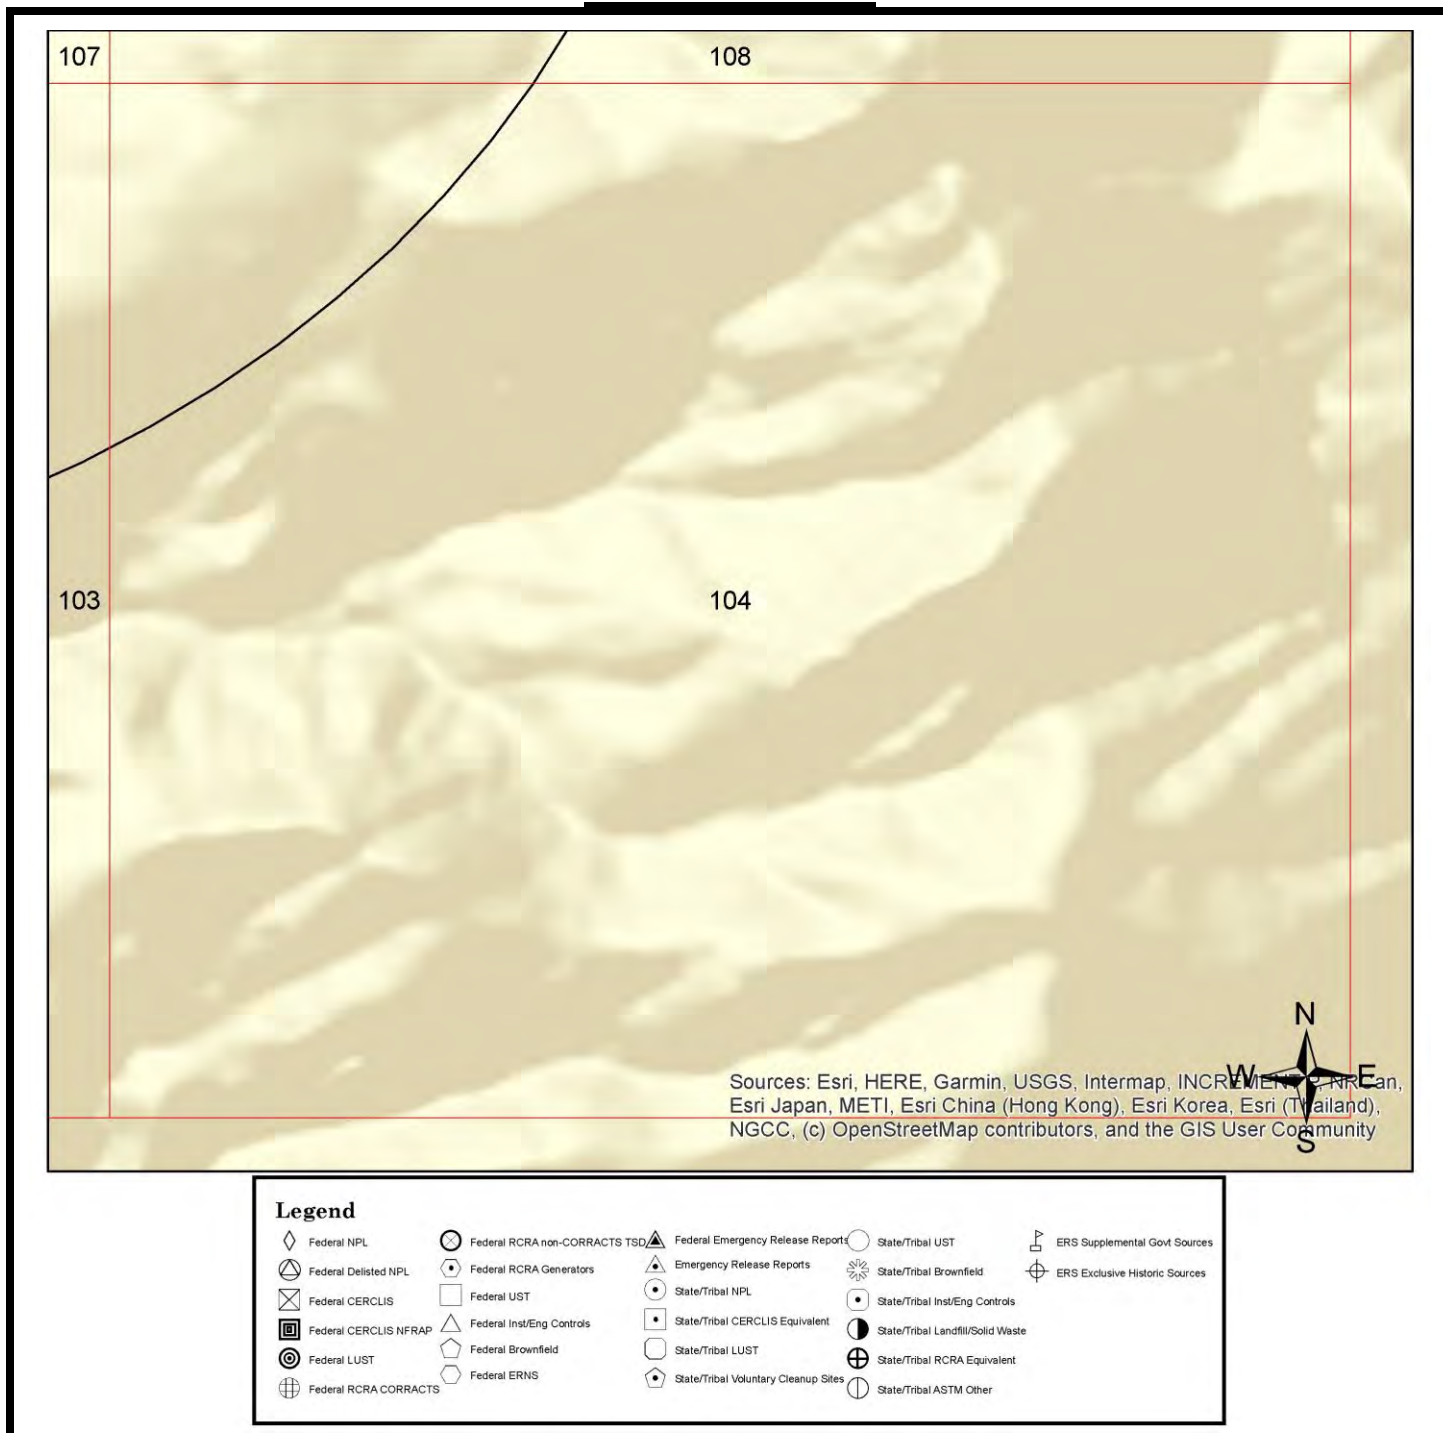 107
108
103
104
N
W
E
S
Sources: Esri, HERE, Garmin, USGS, Intermap,
Esri Japan, METI, Esri China (Hong Kong), Esri Korea, Esri (Thailand),
NGCC, (c) OpenStreetMap contributors, and the GIS User Community
Legend
Federal NPL
Federal Delisted NPL
Federal CERCLIS
Federal CERCLIS NFRAP
Federal LUST
Federal RCRA CORRACTS
Federal RCRA non-CORRACTS TSD
Federal RCRA Generators
Federal UST
Federal Inst/Eng Controls
Federal Brownfield
Federal ERNS
Federal Emergency Release Reports
Emergency Release Reports
State/Tribal NPL
State/Tribal CERCLIS Equivalent
State/Tribal LUST
State/Tribal Voluntary Cleanup Sites
State/Tribal UST
State/Tribal Brownfield
State/Tribal Inst/Eng Controls
State/Tribal Landfill/Solid Waste
State/Tribal RCRA Equivalent
State/Tribal ASTM Other
ERS Supplemental Govt Sources
ERS Exclusive Historic Sources